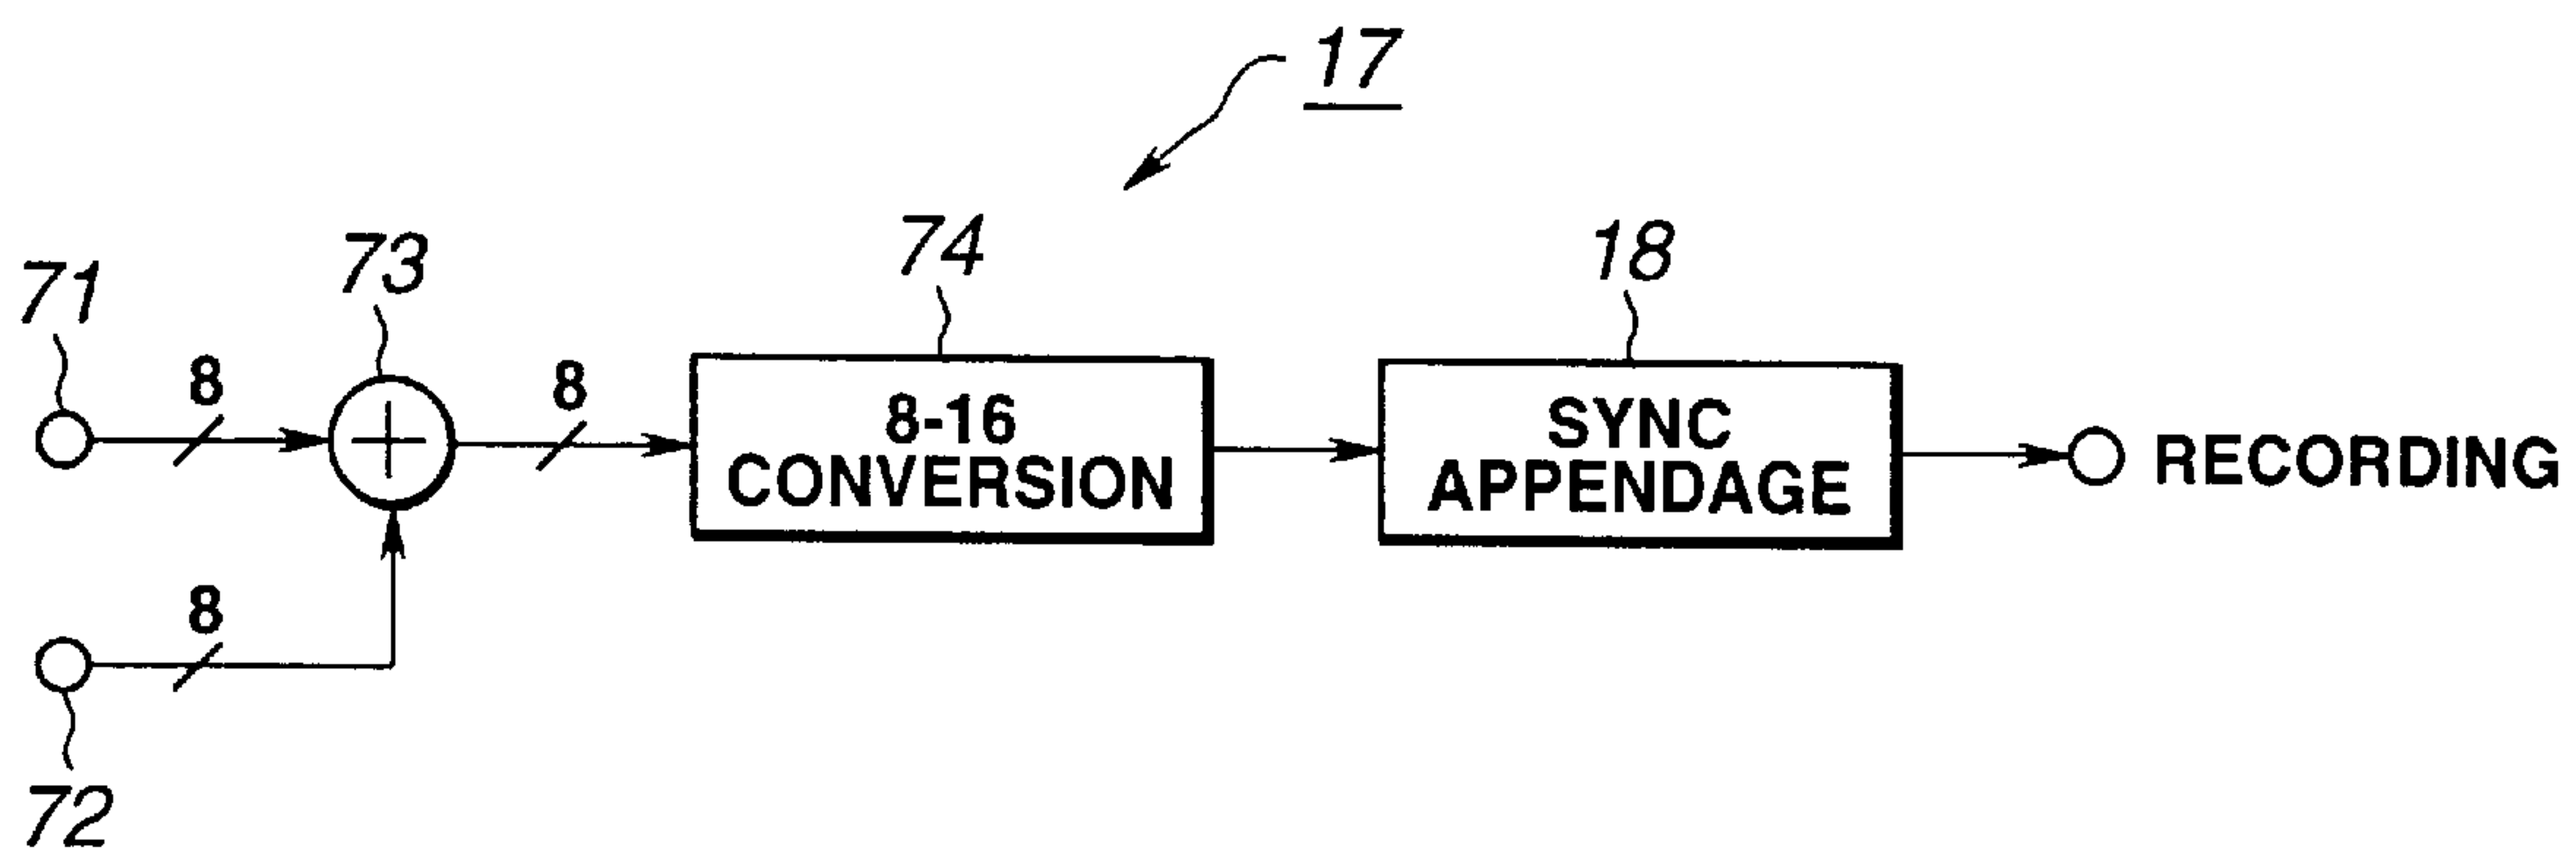 17
71
73
74
18
8
8
8-16
CONVERSION
SYNC
APPENDAGE
RECORDING
8
72